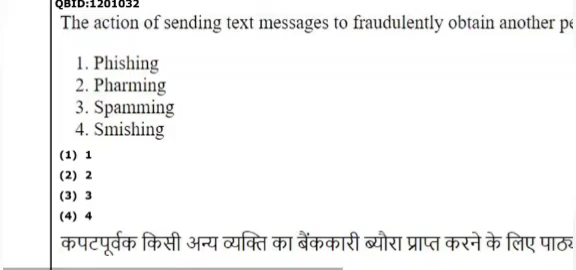 QBID:1201032
The action of sending text messages to fraudulently obtain another
1. Phishing
2. Pharming
3. Spamming
4. Smishing
(1) 1
(2) 2
(3) 3
(4) 4
कपटपूर्वक किसी अन्य व्यक्ति का बैंककारी ब्यौरा प्राप्त करने के लिए